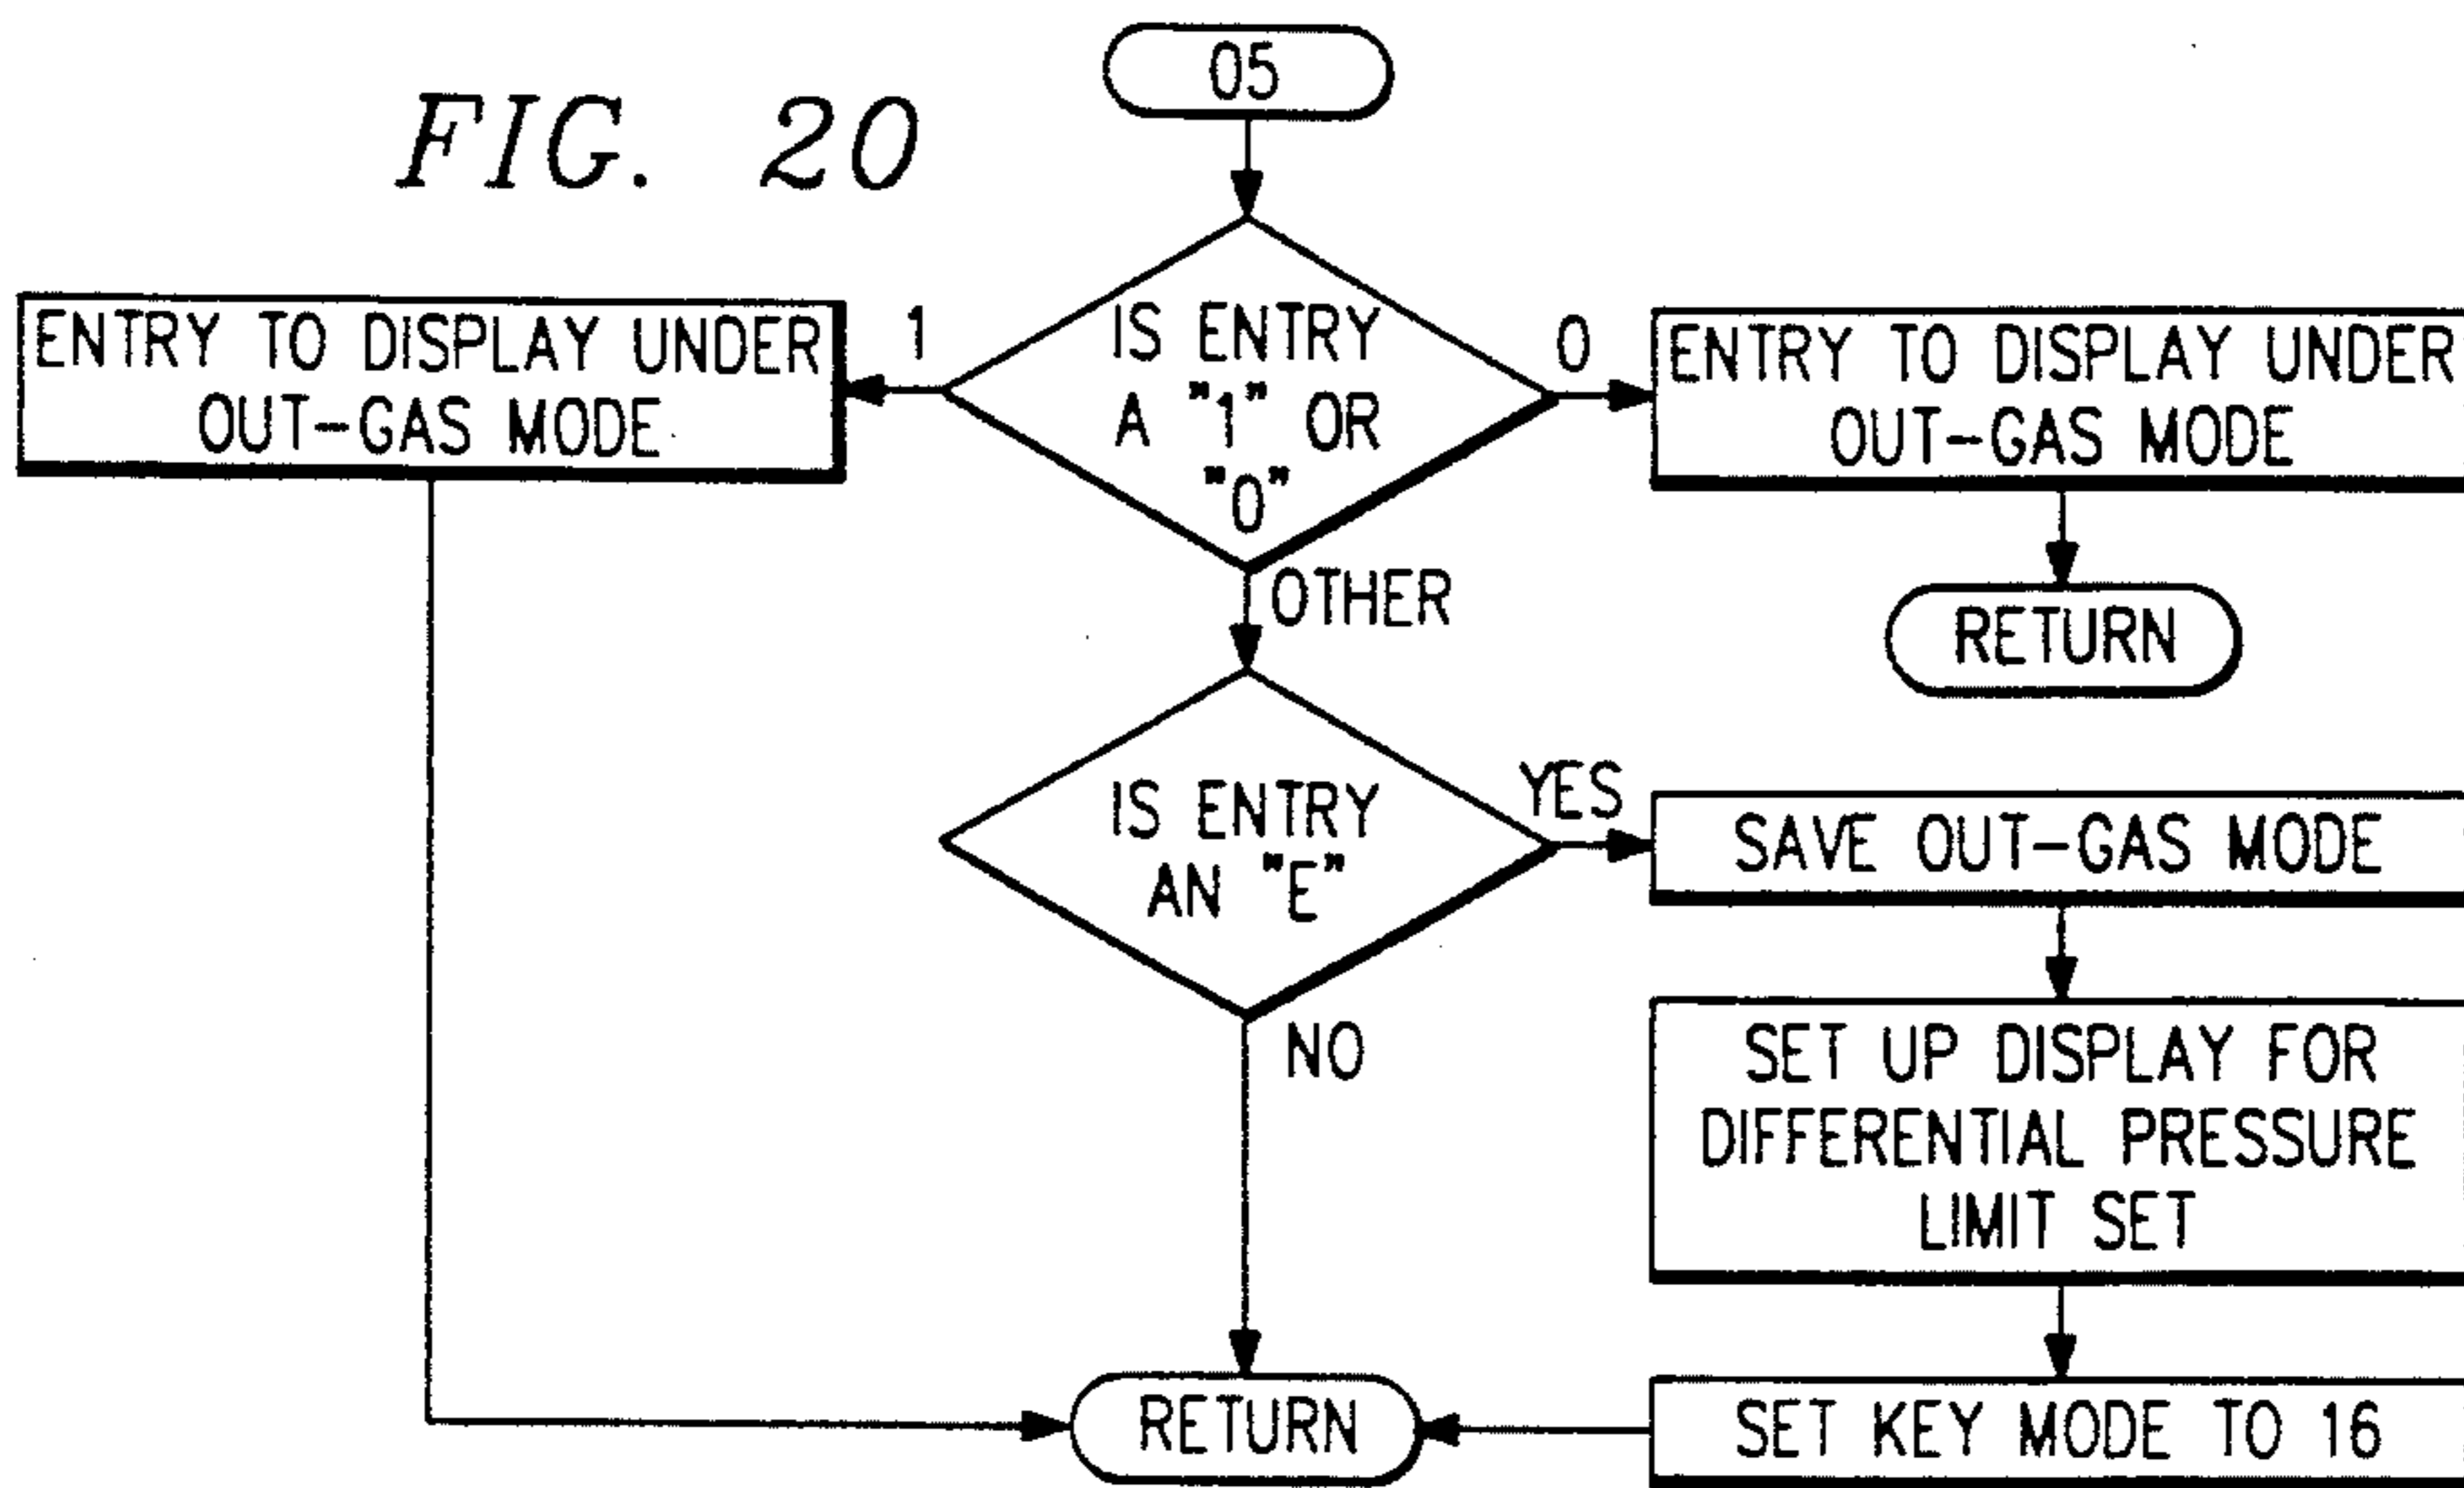 FIG. 20
05
IS ENTRY
A "1" OR
"0"
1
ENTRY TO DISPLAY UNDER
OUT-GAS MODE
0
ENTRY TO DISPLAY UNDER
OUT-GAS MODE
RETURN
OTHER
IS ENTRY
AN "E"
YES
SAVE OUT-GAS MODE
SET UP DISPLAY FOR
DIFFERENTIAL PRESSURE
LIMIT SET
SET KEY MODE TO 16
NO
RETURN